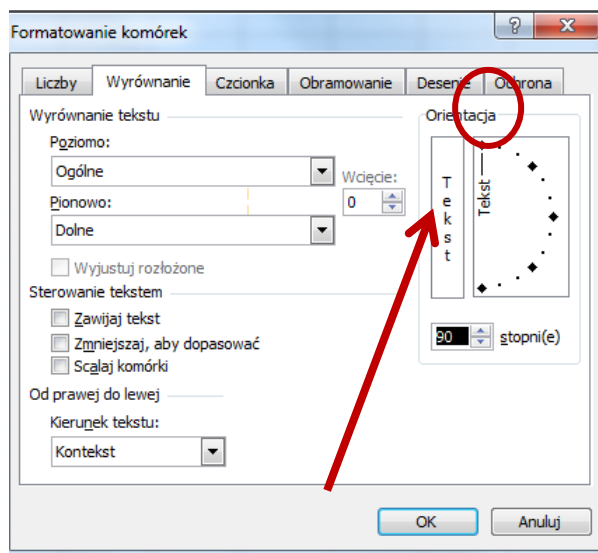 Formatowanie komórek
Liczby Wyrównanie Czcionka Obramowanie Desenie Ochrona
Wyrównanie tekstu
Poziomo:
Ogólne
Wcięcie:
0
Pionowo:
Dolne
Wyjustuj rozłożone
Sterowanie tekstem
Zawijaj tekst
Zmniejszaj, aby dopasować
Scalaj komórki
Od prawej do lewej
Kierunek tekstu:
Kontekst
Orientacja
T
e
k
s
t
Tekst
90 stopni(e)
OK Anuluj